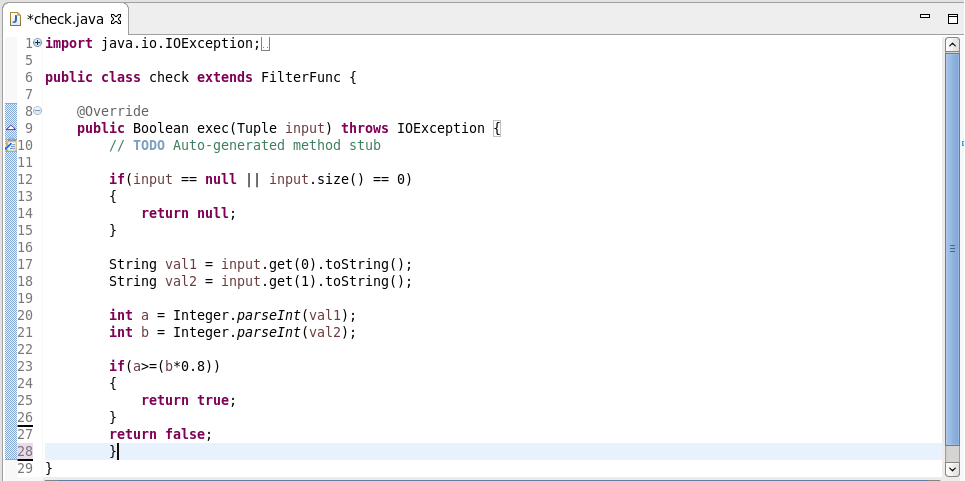 *check.java
1 import java.io.IOException;
5
6 public class check extends FilterFunc {
7
8     @Override
9     public Boolean exec(Tuple input) throws IOException {
10         // TODO Auto-generated method stub
11
12         if(input == null || input.size() == 0)
13         {
14             return null;
15         }
16
17         String val1 = input.get(0).toString();
18         String val2 = input.get(1).toString();
19
20         int a = Integer.parseInt(val1);
21         int b = Integer.parseInt(val2);
22
23         if(a>=(b*0.8))
24         {
25             return true;
26         }
27         return false;
28         }
29 }